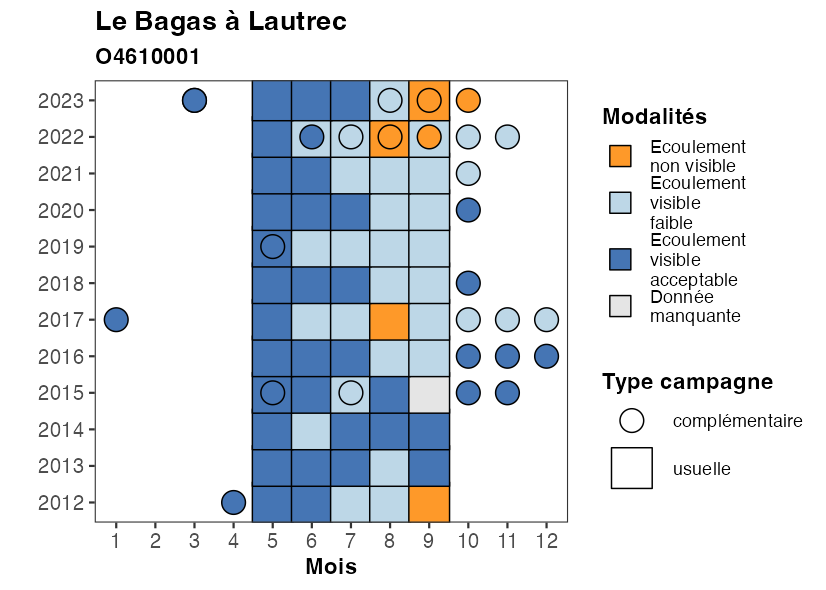 Le Bagas à Lautrec
O4610001
2023
2022
2021
2020
2019
2018
2017
2016
2015
2014
2013
2012
1 2 3 4 5 6 7 8 9 10 11 12
Mois
Modalités
Ecoulement
non visible
Ecoulement
visible
faible
Ecoulement
visible
acceptable
Donnée
manquante
Type campagne
complémentaire
usuelle